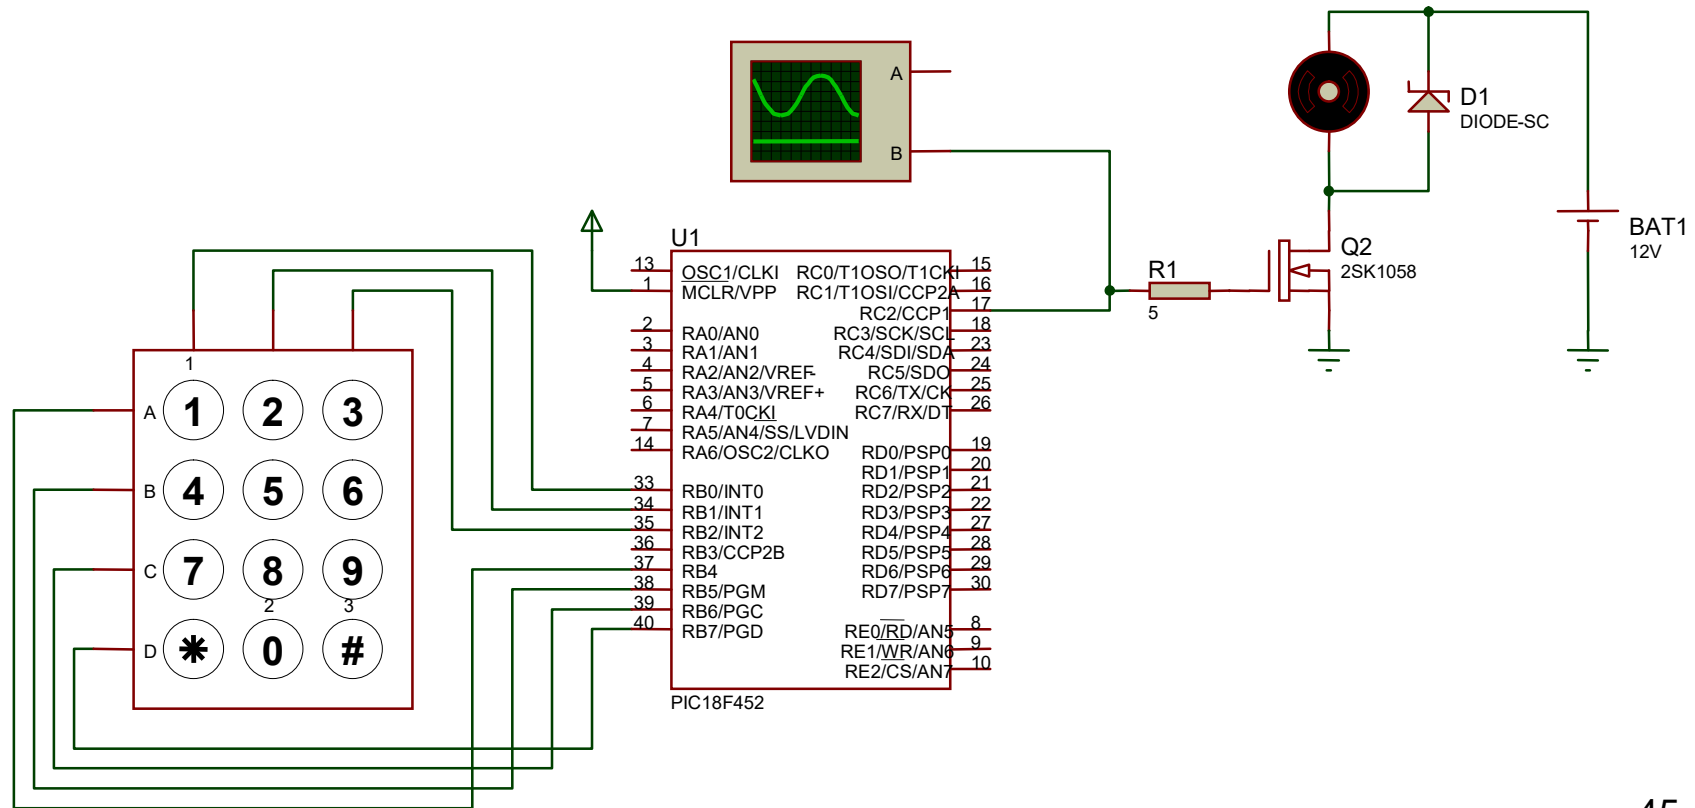 A
B
D1
DIODE-SC
BAT1
12V
Q2
2SK1058
R1
5
U1
13 OSC1/CLKI RC0/T1OSO/T1CKI 15
1 MCLR/VPP RC1/T1OSI/CCP2A 16
RC2/CCP1 17
2 RA0/AN0 RC3/SCK/SCL 18
3 RA1/AN1 RC4/SDI/SDA 23
4 RA2/AN2/VREF- RC5/SDO 24
5 RA3/AN3/VREF+ RC6/TX/CK 25
6 RA4/T0CKI RC7/RX/DT 26
7 RA5/AN4/SS/LVDIN
14 RA6/OSC2/CLKO RD0/PSP0 19
RD1/PSP1 20
33 RB0/INT0 RD2/PSP2 21
34 RB1/INT1 RD3/PSP3 22
35 RB2/INT2 RD4/PSP4 27
36 RB3/CCP2B RD5/PSP5 28
37 RB4 RD6/PSP6 29
38 RB5/PGM RD7/PSP7 30
39 RB6/PGC
40 RB7/PGD RE0/RD/AN5 8
RE1/WR/AN6 9
RE2/CS/AN7 10
PIC18F452
1
A 1 2 3
B 4 5 6
C 7 8 9
2 3
D * 0 #